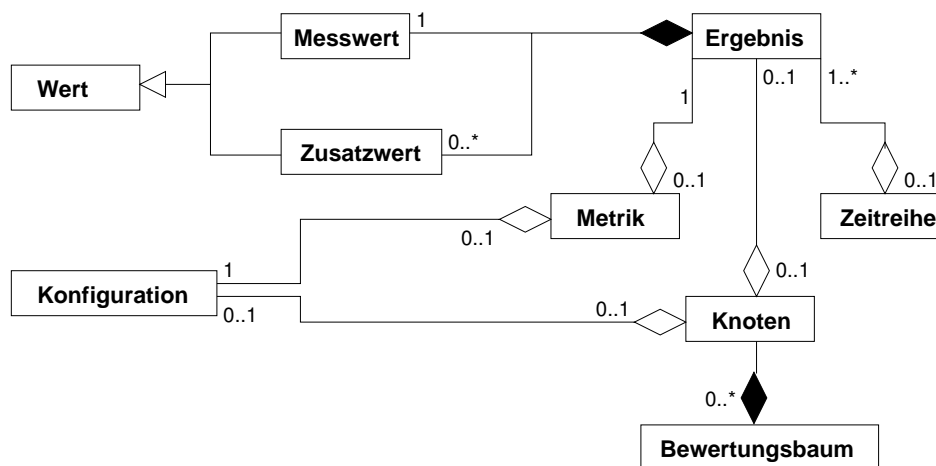 Messwert
1
Ergebnis
Wert
0..1
1..*
1
Zusatzwert
0..*
0..1
0..1
Metrik
Zeitreihe
0..1
1
0..1
Konfiguration
0..1
0..1
Knoten
0..*
Bewertungsbaum